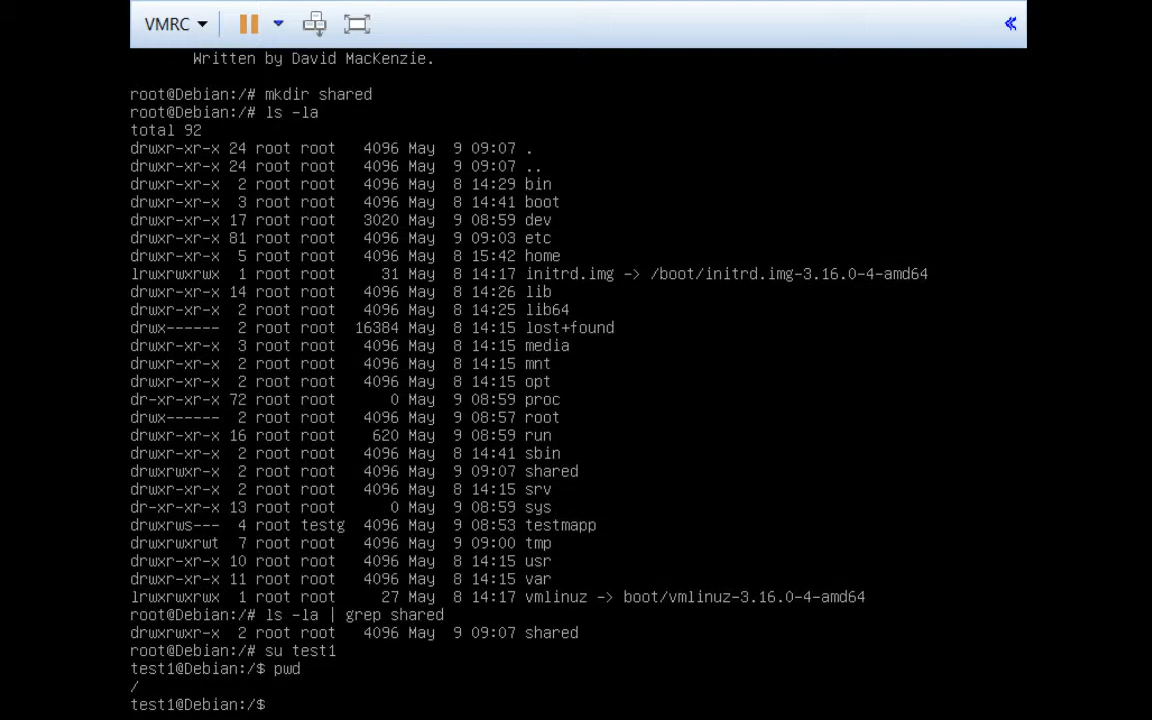 VMRC
Written by David MacKenzie.
root@Debian:/# mkdir shared
root@Debian:/# ls -la
total 92
drwxr-xr-x 24 root root   4096 May  9 09:07 .
drwxr-xr-x 24 root root   4096 May  9 09:07 ..
drwxr-xr-x  2 root root   4096 May  8 14:29 bin
drwxr-xr-x  3 root root   4096 May  8 14:41 boot
drwxr-xr-x 17 root root   3020 May  9 08:59 dev
drwxr-xr-x 81 root root   4096 May  9 09:03 etc
drwxr-xr-x  5 root root   4096 May  8 15:42 home
lrwxrwxrwx  1 root root     31 May  8 14:17 initrd.img -> /boot/initrd.img-3.16.0-4-amd64
drwxr-xr-x 14 root root   4096 May  8 14:26 lib
drwxr-xr-x  2 root root   4096 May  8 14:25 lib64
drwx------  2 root root  16384 May  8 14:15 lost+found
drwxr-xr-x  3 root root   4096 May  8 14:15 media
drwxr-xr-x  2 root root   4096 May  8 14:15 mnt
drwxr-xr-x  2 root root   4096 May  8 14:15 opt
dr-xr-xr-x 72 root root      0 May  9 08:59 proc
drwx------  2 root root   4096 May  9 08:57 root
drwxr-xr-x 16 root root    620 May  9 08:59 run
drwxr-xr-x  2 root root   4096 May  8 14:41 sbin
drwxrwxr-x  2 root root   4096 May  9 09:07 shared
drwxr-xr-x  2 root root   4096 May  8 14:15 srv
dr-xr-xr-x 13 root root      0 May  9 08:59 sys
drwxrws---  4 root testg  4096 May  9 08:53 testmapp
drwxrwxrwt  7 root root   4096 May  9 09:00 tmp
drwxr-xr-x 10 root root   4096 May  8 14:15 usr
drwxr-xr-x 11 root root   4096 May  8 14:15 var
lrwxrwxrwx  1 root root     27 May  8 14:17 vmlinuz -> boot/vmlinuz-3.16.0-4-amd64
root@Debian:/# ls -la | grep shared
drwxrwxr-x  2 root root   4096 May  9 09:07 shared
root@Debian:/# su test1
test1@Debian:/$ pwd
/
test1@Debian:/$